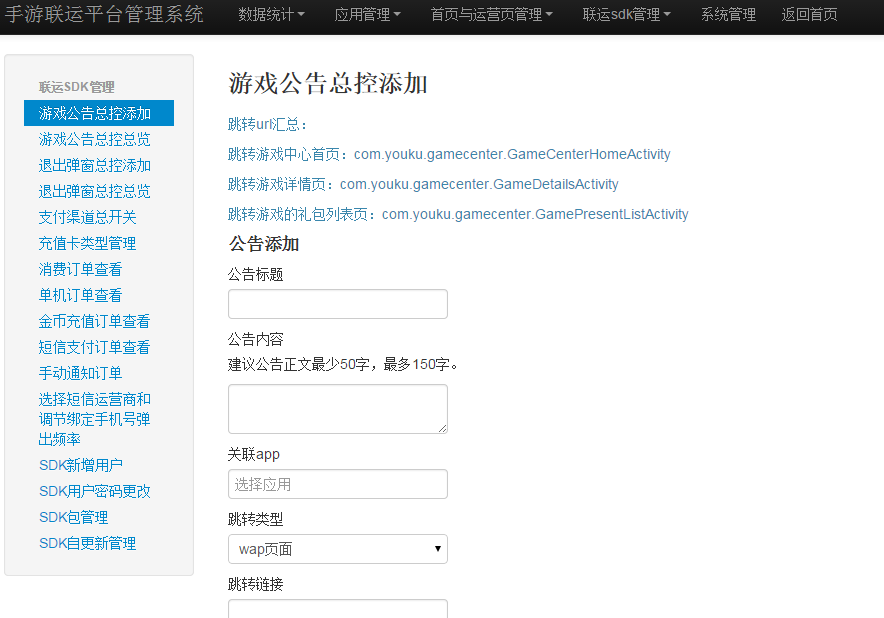 手游联运平台管理系统 数据统计 应用管理 首页与运营页管理 联运sdk管理 系统管理 返回首页
联运SDK管理
游戏公告总控添加
游戏公告总控总览
退出弹窗总控添加
退出弹窗总控总览
支付渠道总开关
充值卡类型管理
消费订单查看
单机订单查看
金币充值订单查看
短信支付订单查看
手动通知订单
选择短信运营商和
调节绑定手机号弹
出频率
SDK新增用户
SDK用户密码更改
SDK包管理
SDK自更新管理
游戏公告总控添加
跳转url汇总：
跳转游戏中心首页：com.youku.gamecenter.GameCenterHomeActivity
跳转游戏详情页：com.youku.gamecenter.GameDetailsActivity
跳转游戏的礼包列表页：com.youku.gamecenter.GamePresentListActivity
公告添加
公告标题
公告内容
建议公告正文最少50字，最多150字。
关联app
选择应用
跳转类型
wap页面
跳转链接